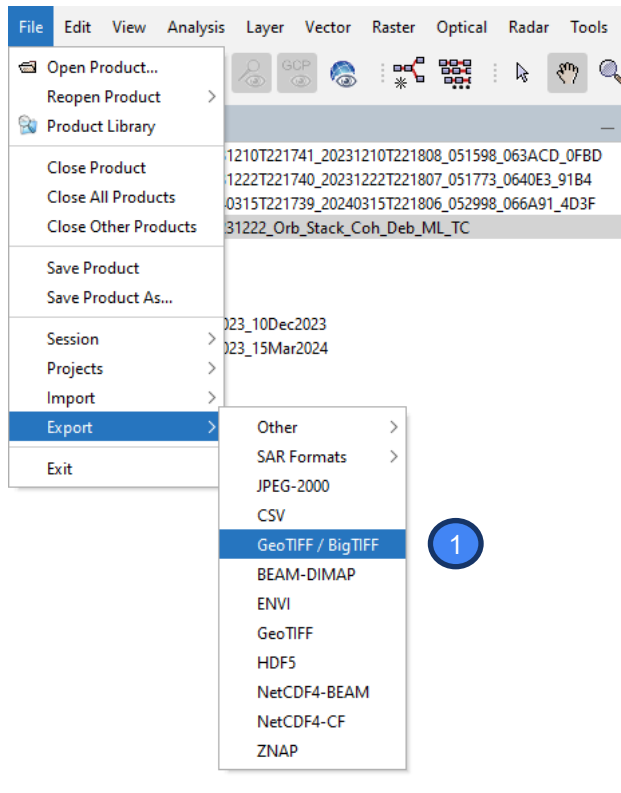 File Edit View Analysis Layer Vector Raster Optical Radar Tools
Open Product...
GCP
Reopen Product
Product Library
1210T221741_20231210T221808_051598_063ACD_0FBD
Close Product
1222T221740_20231222T221807_051773_0640E3_91B4
Close All Products
0315T221739_20240315T221806_052998_066A91_4D3F
Close Other Products
31222_Orb_Stack_Coh_Deb_ML_TC
Save Product
Save Product As...
023_10Dec2023
Session
023_15Mar2024
Projects
Import
Export
Other
SAR Formats
Exit
JPEG-2000
CSV
GeoTIFF / BigTIFF
1
BEAM-DIMAP
ENVI
GeoTIFF
HDF5
NetCDF4-BEAM
NetCDF4-CF
ZNAP